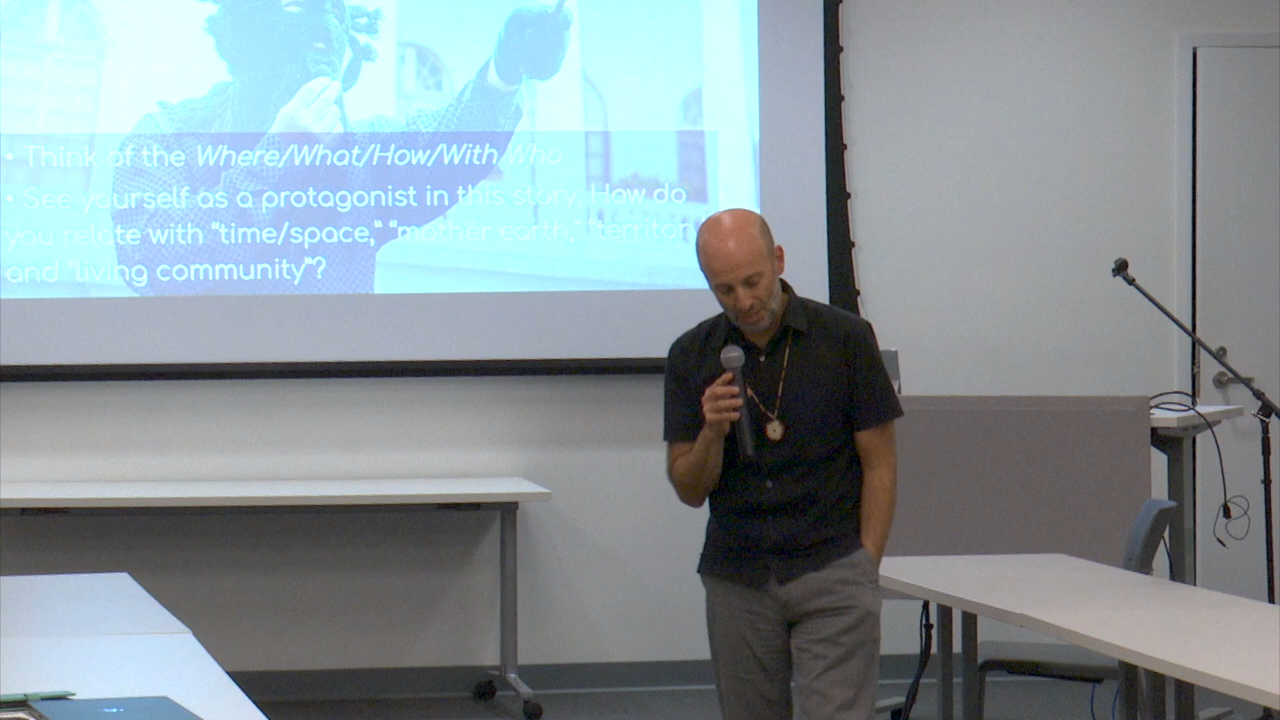 • Think of the Where/What/How/With Who
• See yourself as a protagonist in this story. How do
you relate with “time/space,” “mother earth,” “territory
and “living community”?